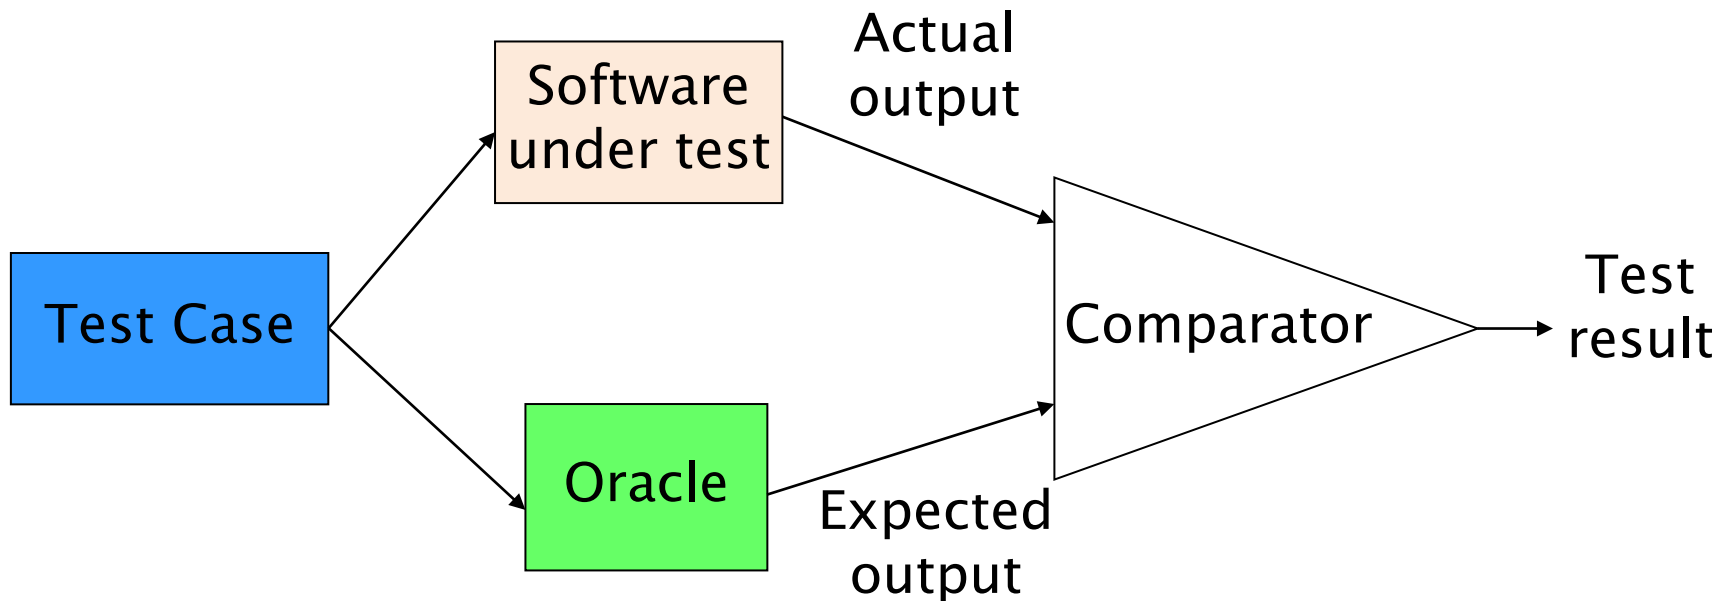 Actual
output
Software
under test
Test Case
Comparator
Test
result
Oracle
Expected
output